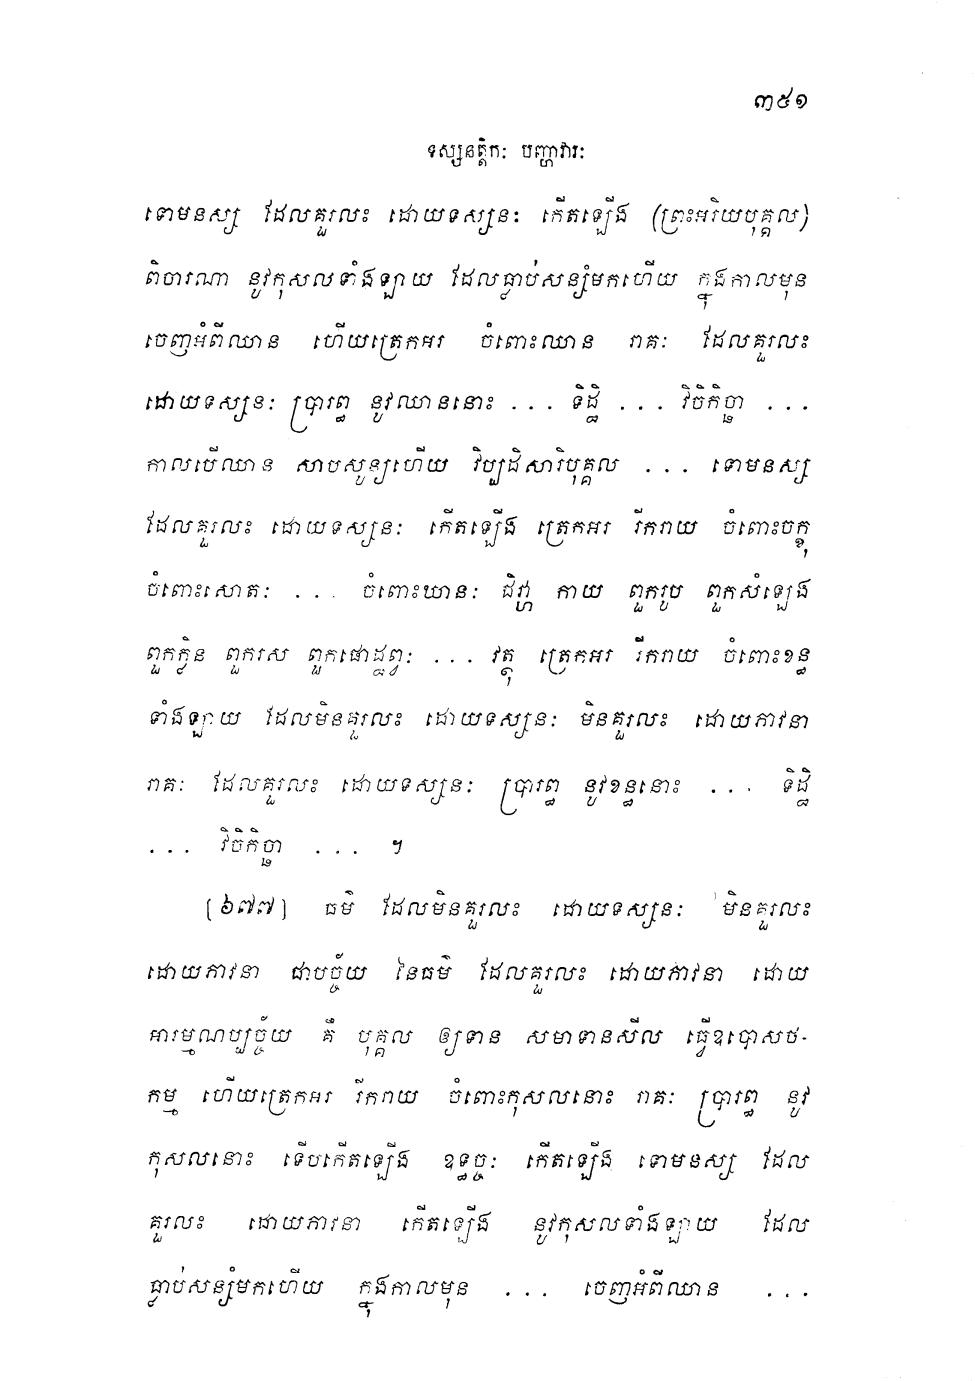 ៣៥១
ទស្សនត្តិកៈ បញ្ហាវារៈ
ទោមនស្ស ដែលគួរលះ ដោយទស្សនៈ កើតឡើង (ព្រះអរិយបុគ្គល)
ពិចារណា នូវកុសលទាំងឡាយ ដែលធ្លាប់សន្សំមកហើយ ក្នុងកាលមុន
ចេញអំពីឈាន ហើយត្រេកអរ ចំពោះឈាន រាគៈ ដែលគួរលះ
ដោយទស្សនៈ ប្រារព្ធ នូវឈាននោះ ... ទិដ្ឋិ ... វិចិកិច្ឆា ...
កាលបើឈាន សាបសូន្យហើយ វិប្បដិសារិបុគ្គល ... ទោមនស្ស
ដែលគួរលះ ដោយទស្សនៈ កើតឡើង ត្រេកអរ រីករាយ ចំពោះចក្ខុ
ចំពោះសោតៈ ... ចំពោះឃានៈ ជិវ្ហា កាយ ពួករូប ពួកសំឡេង
ពួកក្លិន ពួករស ពួកផោដ្ឋព្វៈ ... វត្ថុ ត្រេកអរ រីករាយ ចំពោះខន្ធ
ទាំងឡាយ ដែលមិនគួរលះ ដោយទស្សនៈ មិនគួរលះ ដោយភាវនា
រាគៈ ដែលគួរលះ ដោយទស្សនៈ ប្រារព្ធ នូវខន្ធនោះ ... ទិដ្ឋិ
... វិចិកិច្ឆា ... ។
[៦៧៧] ធម៌ ដែលមិនគួរលះ ដោយទស្សនៈ មិនគួរលះ
ដោយភាវនា ជាបច្ច័យ នៃធម៌ ដែលគួរលះ ដោយភាវនា ដោយ
អារម្មណប្បច្ច័យ គឺ បុគ្គល ឲ្យទាន សមាទានសីល ធ្វើឧបោសថ-
កម្ម ហើយត្រេកអរ រីករាយ ចំពោះកុសលនោះ រាគៈ ប្រារព្ធ នូវ
កុសលនោះ ទើបកើតឡើង ឧទ្ធច្ចៈ កើតឡើង ទោមនស្ស ដែល
គួរលះ ដោយភាវនា កើតឡើង នូវកុសលទាំងឡាយ ដែល
ធ្លាប់សន្សំមកហើយ ក្នុងកាលមុន ... ចេញអំពីឈាន ...